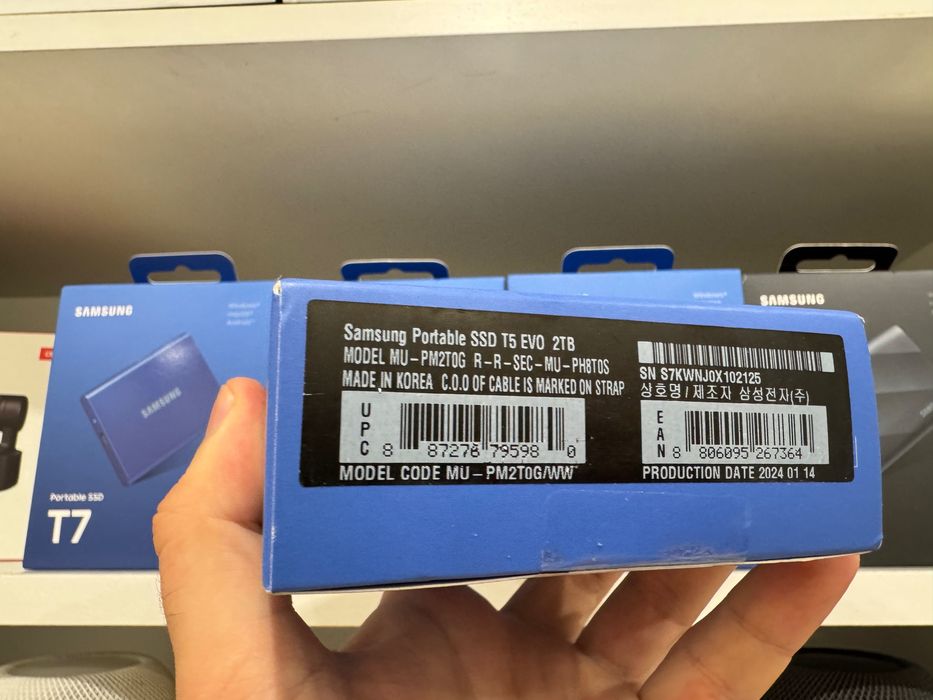 SAMSUNG
SAMSUNG
Portable SSD
T7
SAMSUNG
Samsung Portable SSD T5 EVO 2TB
MODEL MU-PM2T0G R-R-SEC-MU-PH8T0S
MADE IN KOREA C.O.O OF CABLE IS MARKED ON STRAP
UPC
8 87276 79598 0
MODEL CODE MU-PM2T0G/WW
SN S7KWNJ0X102125
상호명/제조자 삼성전자(주)
EAN
8 806095 267364
PRODUCTION DATE 2024 01 14